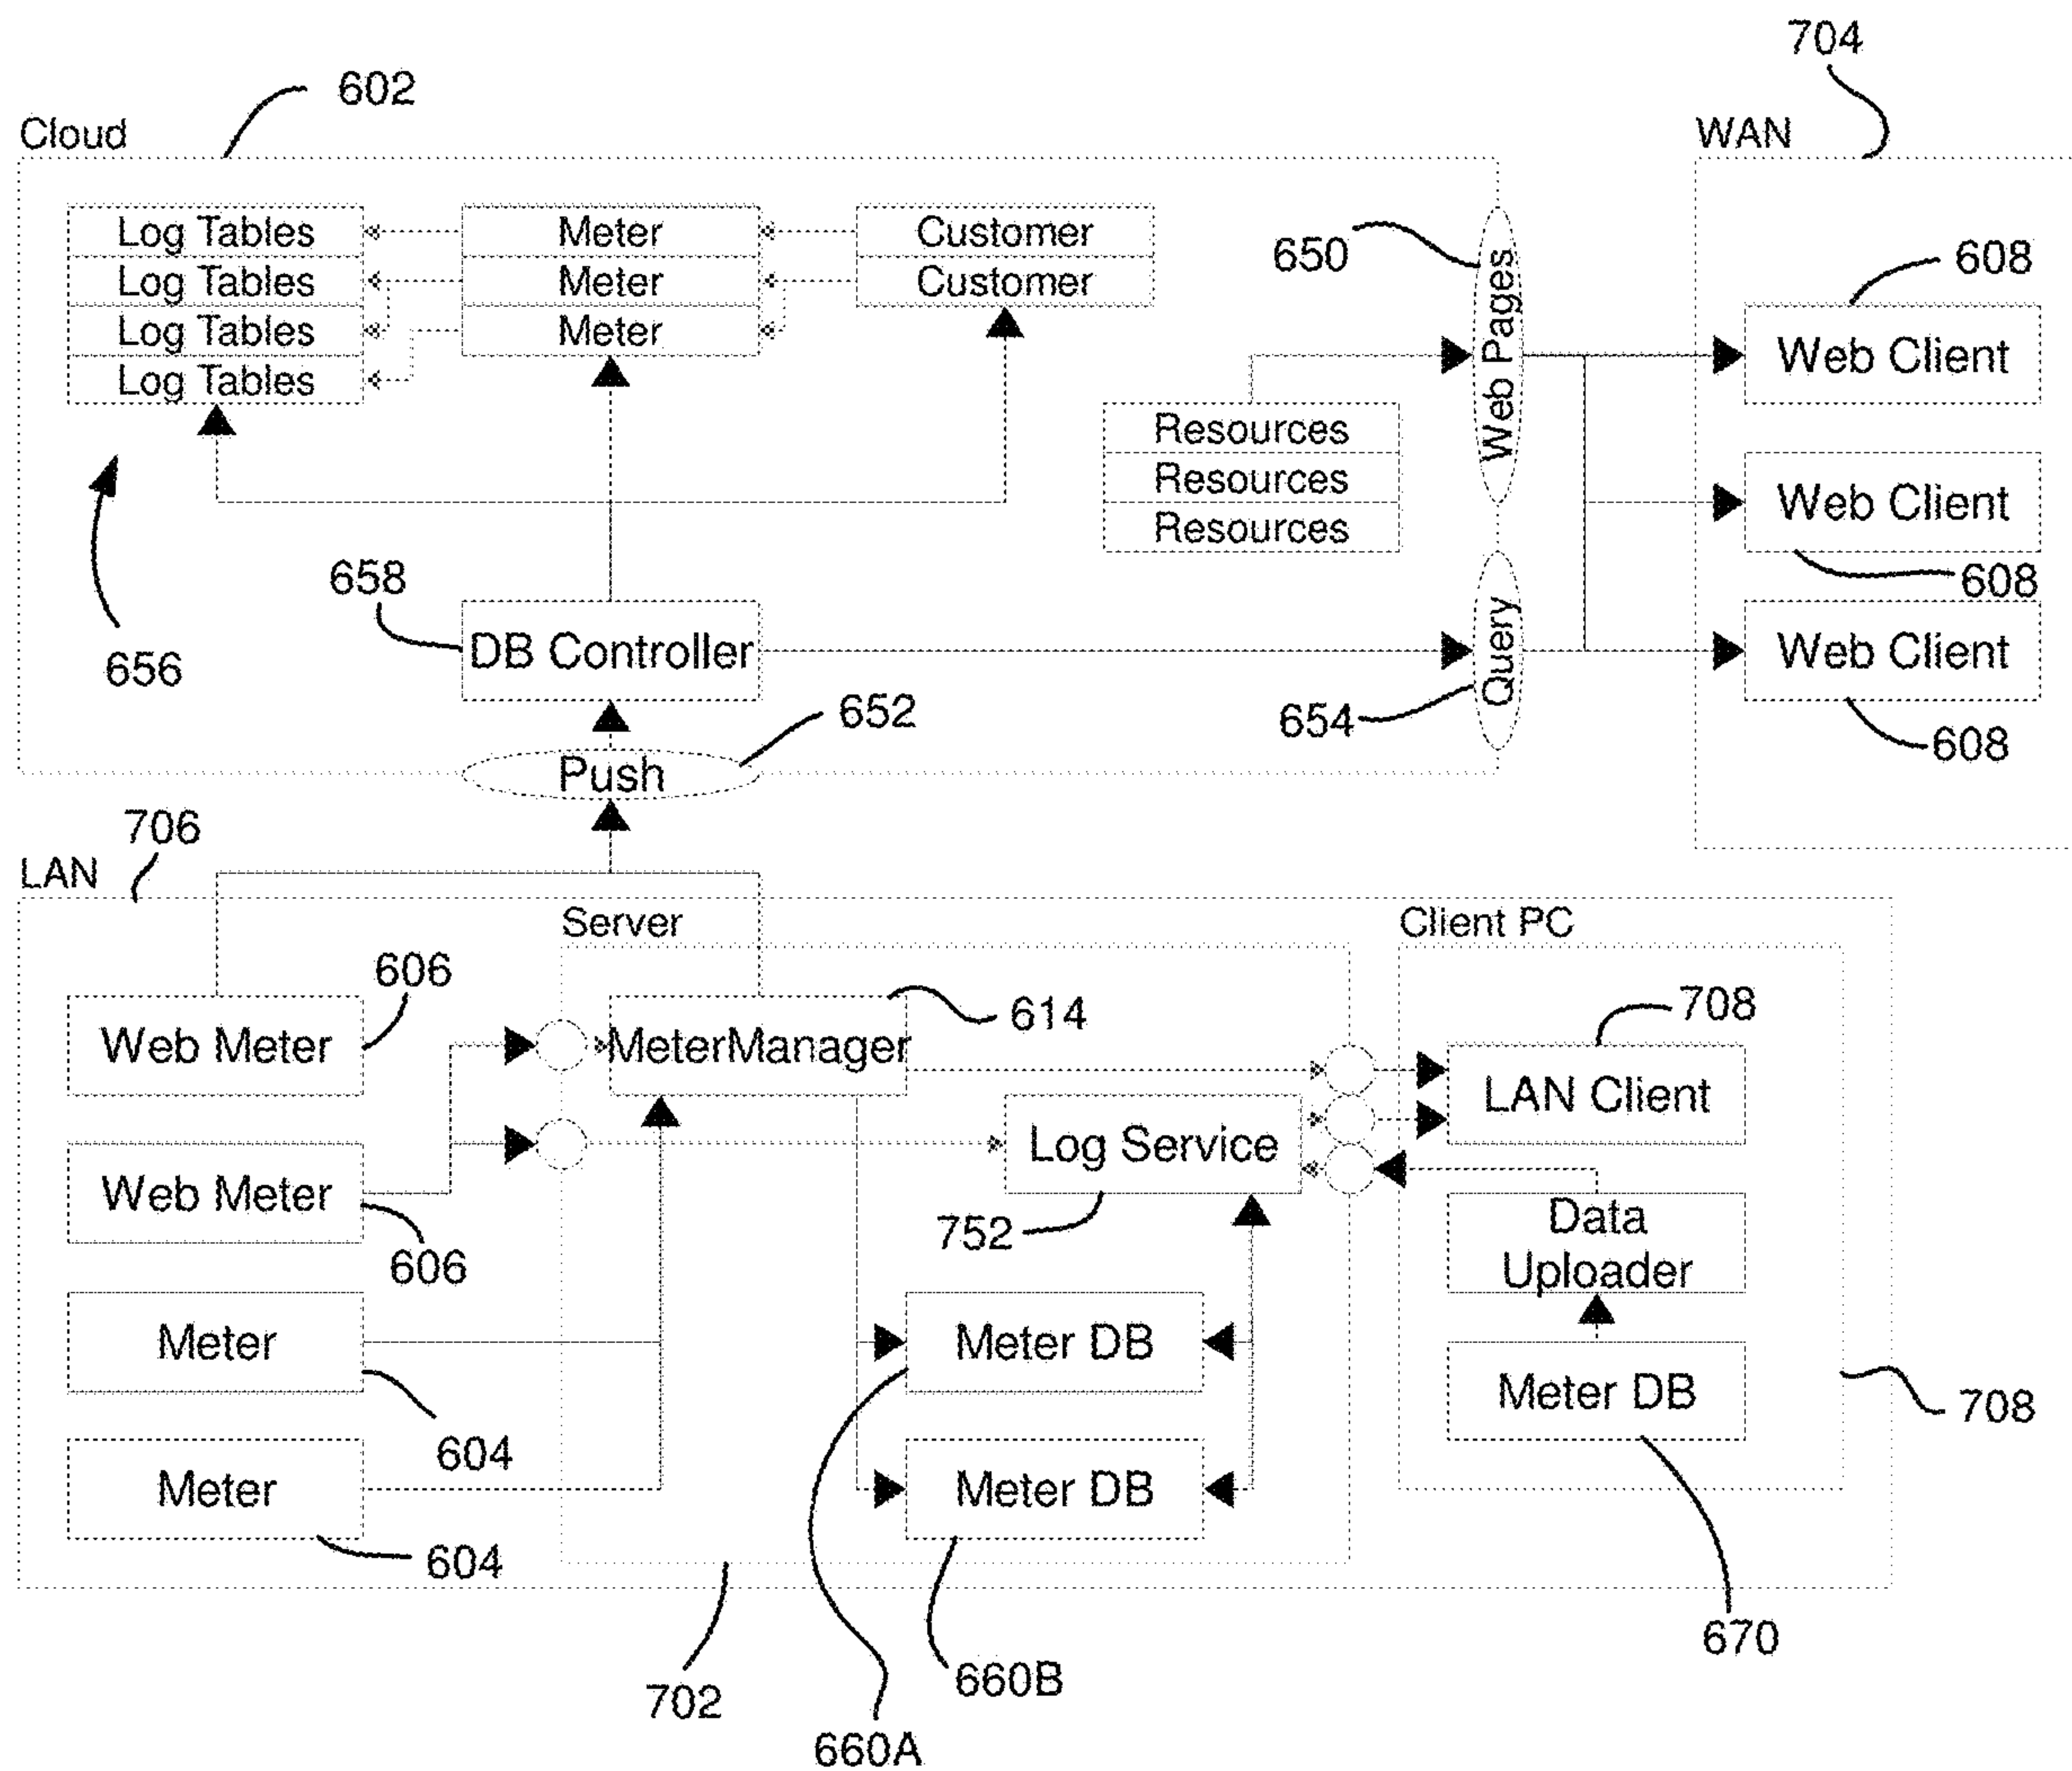 704
602
Cloud
WAN
Log Tables
Meter
Customer
Log Tables
Meter
Customer
Log Tables
Meter
Log Tables
650
Web Pages
608
Web Client
Resources
Resources
Resources
Web Client
608
658
DB Controller
656
654
Query
Web Client
608
652
Push
706
LAN
Server
Client PC
606
Web Meter
MeterManager
614
708
LAN Client
Web Meter
606
Log Service
752
Data
Uploader
Meter
604
Meter DB
Meter DB
708
Meter
604
Meter DB
670
702
660B
660A